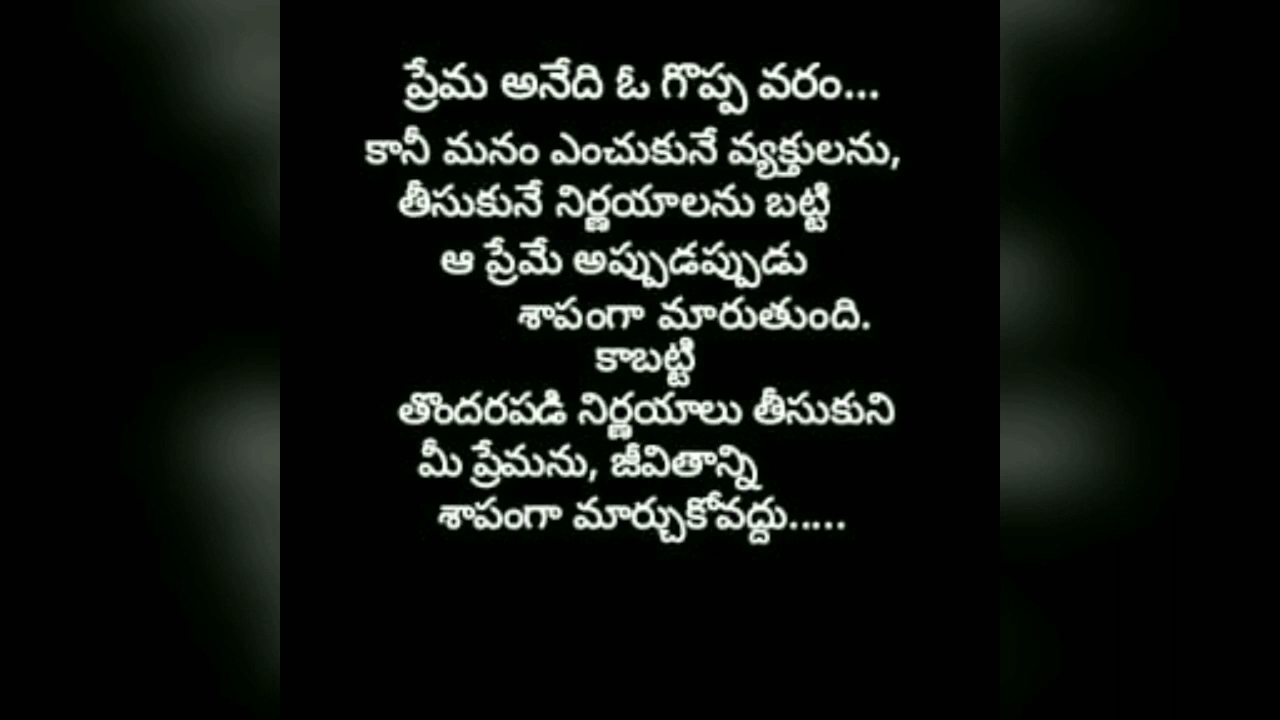 ప్రేమ అనేది ఓ గొప్ప వరం...
కానీ మనం ఎంచుకునే వ్యక్తులను,
తీసుకునే నిర్ణయాలను బట్టి
ఆ ప్రేమే అప్పుడప్పుడు
శాపంగా మారుతుంది.
కాబట్టి
తొందరపడి నిర్ణయాలు తీసుకుని
మీ ప్రేమను, జీవితాన్ని
శాపంగా మార్చుకోవద్దు.....